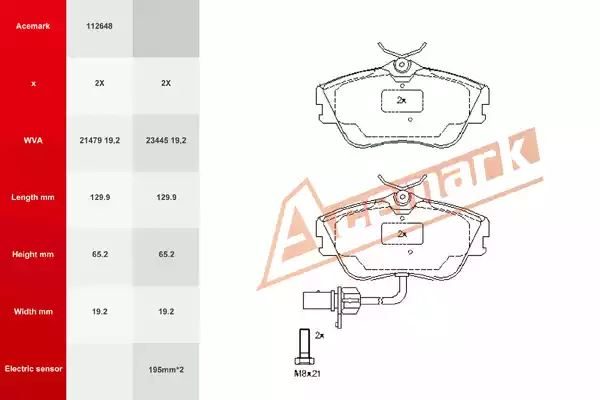 Acemark 112648
x 2X 2X
WVA 21479 19,2 23445 19,2
Length mm 129.9 129.9
Height mm 65.2 65.2
Width mm 19.2 19.2
Electric sensor 195mm*2
2x
Acemark
2x
2x
M8x21